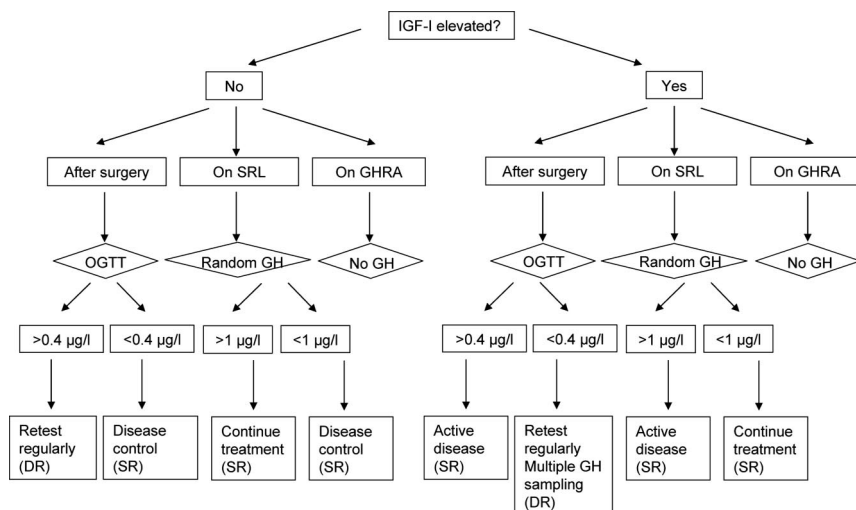 IGF-I elevated?
No
Yes
After surgery
On SRL
On GHRA
After surgery
On SRL
On GHRA
OGTT
Random GH
No GH
OGTT
Random GH
No GH
>0.4 µg/l
<0.4 µg/l
>1 µg/l
<1 µg/l
>0.4 µg/l
<0.4 µg/l
>1 µg/l
<1 µg/l
Retest
regularly
(DR)
Disease
control
(SR)
Continue
treatment
(SR)
Disease
control
(SR)
Active
disease
(SR)
Retest
regularly
Multiple GH
sampling
(DR)
Active
disease
(SR)
Continue
treatment
(SR)